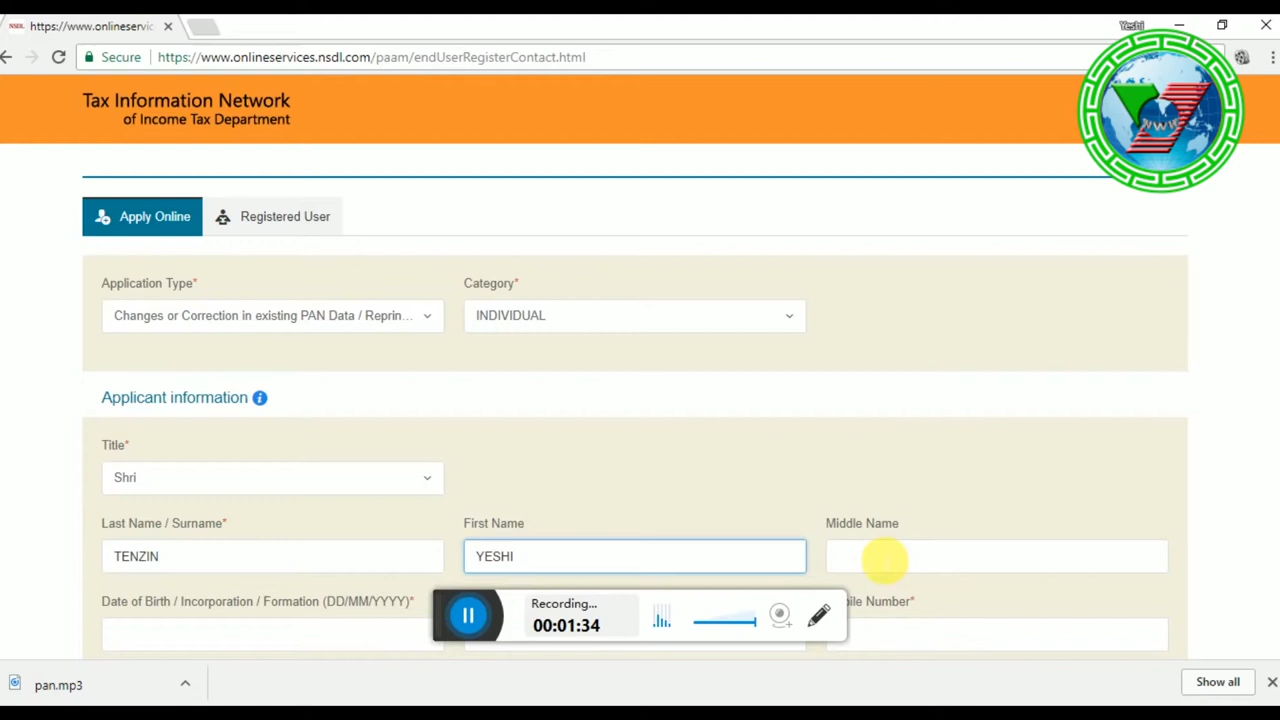 NSDL https://www.onlineservic
Yeshi
Secure https://www.onlineservices.nsdl.com/paam/endUserRegisterContact.html
Tax Information Network
of Income Tax Department
WWW
Apply Online
Registered User
Application Type*
Category*
Changes or Correction in existing PAN Data / Reprin...
INDIVIDUAL
Applicant information
Title*
Shri
Last Name / Surname*
First Name
Middle Name
TENZIN
YESHI
Date of Birth / Incorporation / Formation (DD/MM/YYYY)*
Recording...
00:01:34
Number*
pan.mp3
Show all